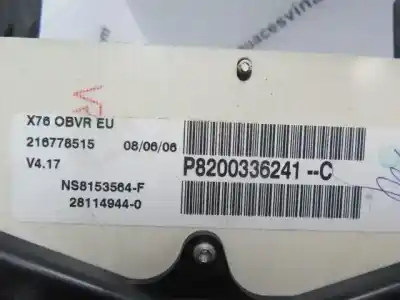 X76 OBVR EU
216778515 08/06/06
V4.17
P8200336241 --C
NS8153564-F
28114944-0